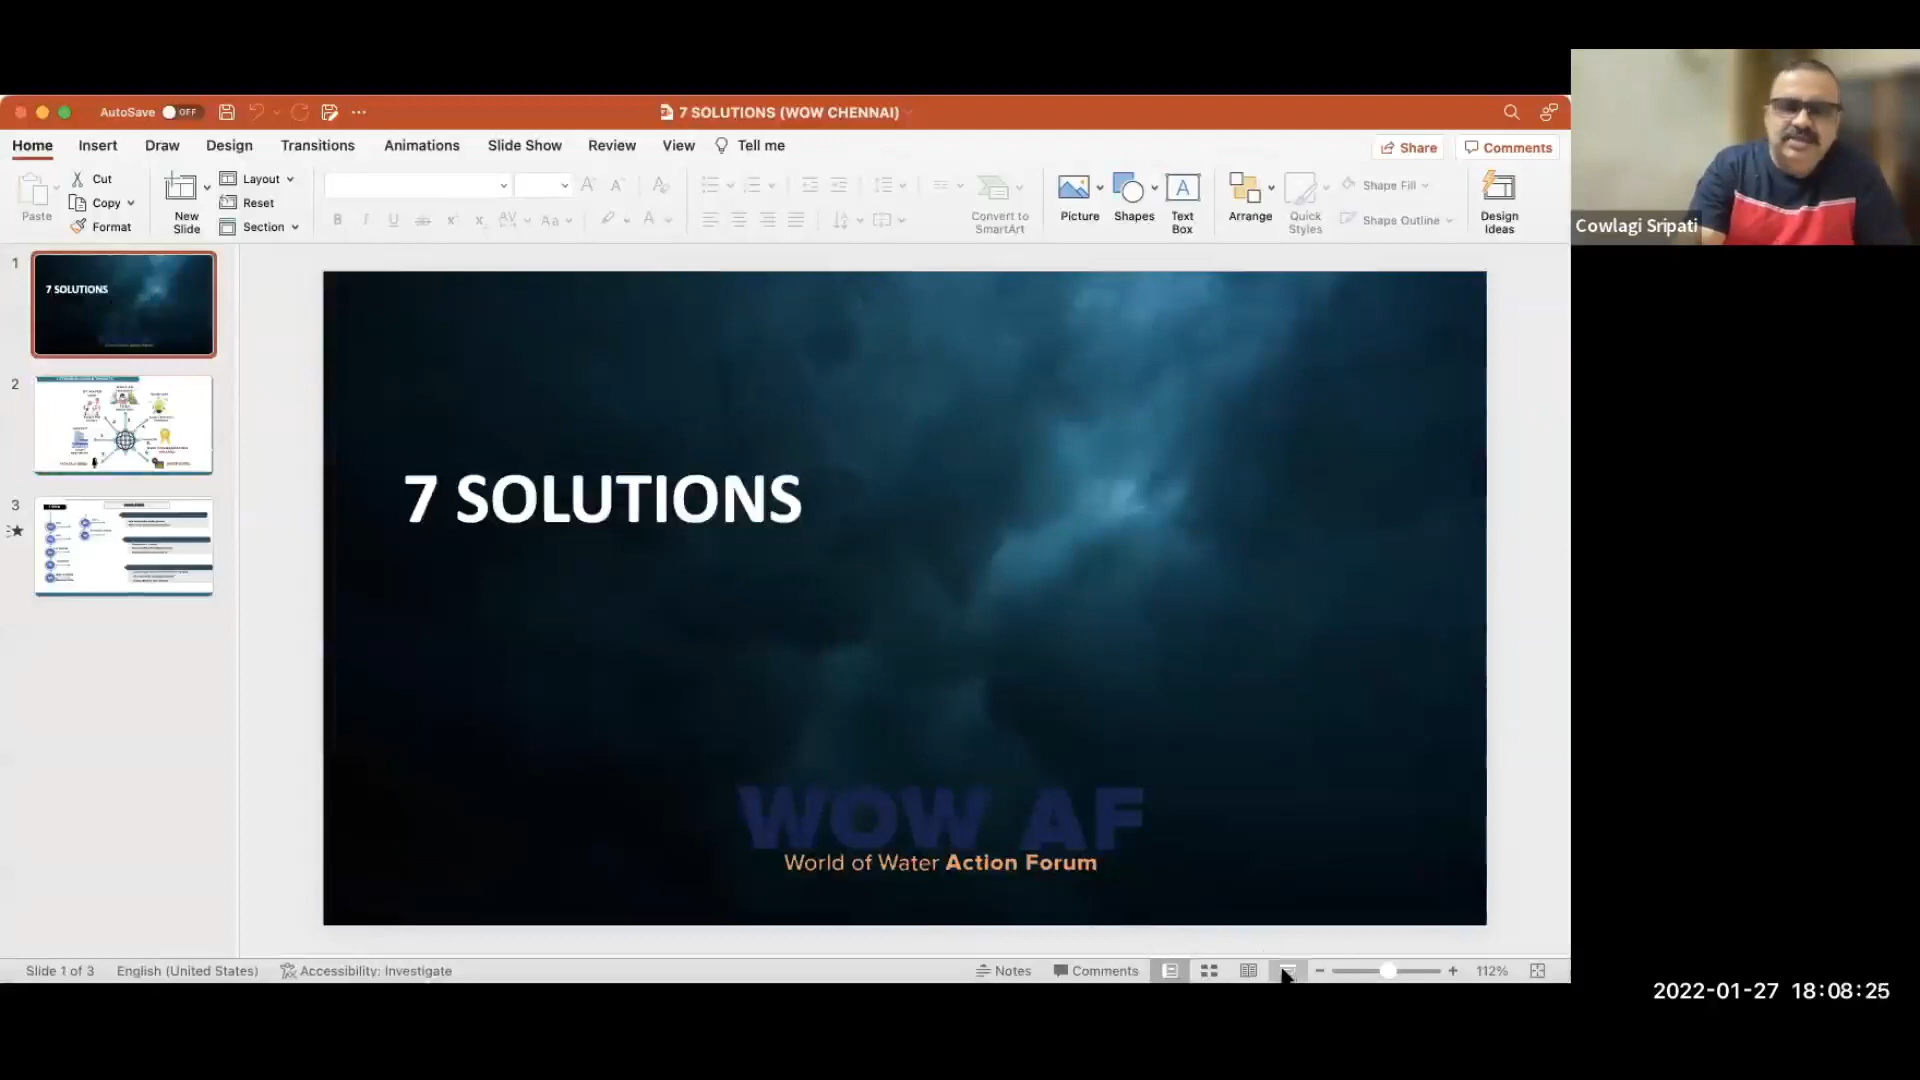 AutoSave OFF
7 SOLUTIONS (WOW CHENNAI)
Home Insert Draw Design Transitions Animations Slide Show Review View Tell me
Share Comments
Paste
Cut
Copy
Format
New Slide
Layout
Reset
Section
Convert to SmartArt
Picture
Shapes
Text Box
Arrange
Quick Styles
Shape Fill
Shape Outline
Design Ideas
Cowlagi Sripati
1
7 SOLUTIONS
2
3
7 SOLUTIONS
WOW AF
World of Water Action Forum
Slide 1 of 3 English (United States) Accessibility: Investigate
Notes Comments 112%
2022-01-27 18:08:25